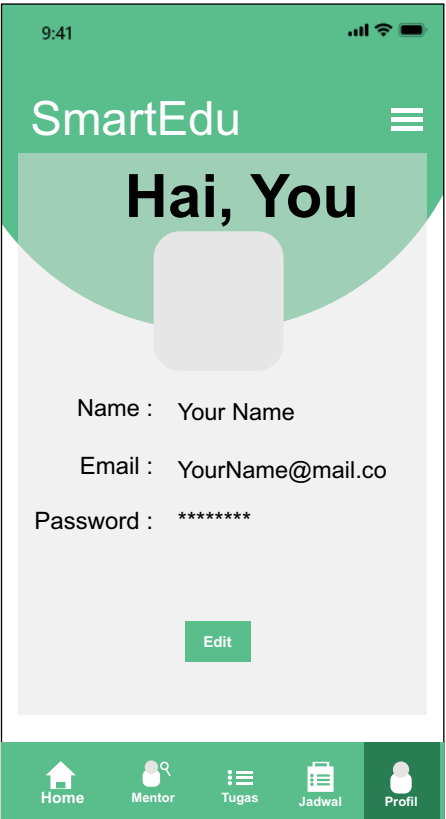 9:41
SmartEdu
Hai, You
Name : Your Name
Email : YourName@mail.co
Password : ********
Edit
Home Mentor Tugas Jadwal Profil